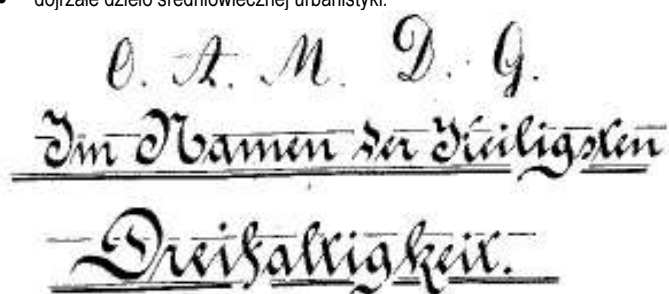 • dojrzałe dzieło średniowiecznej urbanistyki.
O. A. M. D. G.
Im Namen der Heiligsten
Dreifaltigkeit.